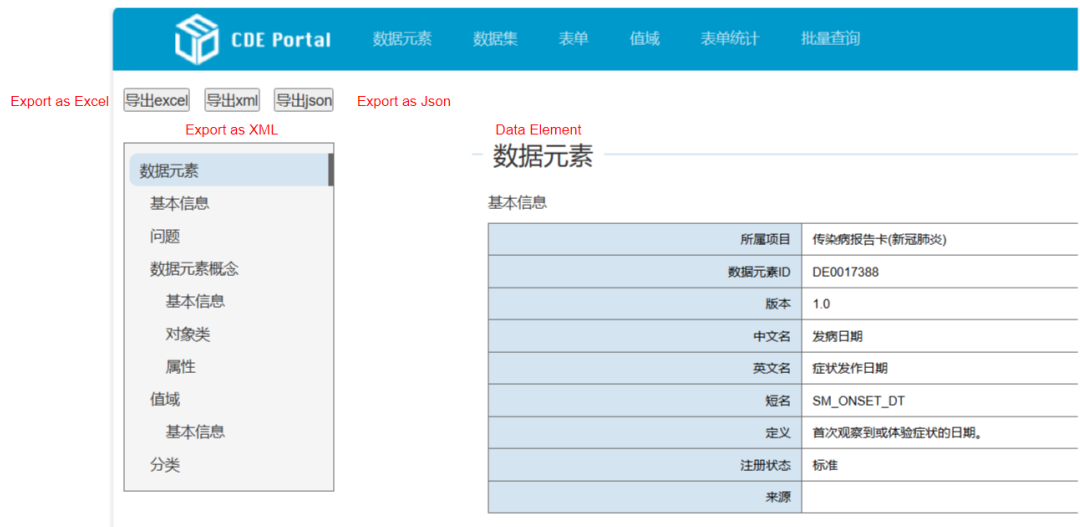 CDE Portal 数据元素 数据集 表单 值域 表单统计 批量查询
Export as Excel 导出excel 导出xml 导出json Export as Json
Export as XML
数据元素
基本信息
问题
数据元素概念
基本信息
对象类
属性
值域
基本信息
分类
Data Element
数据元素
基本信息
所属项目 传染病报告卡(新冠肺炎)
数据元素ID DE0017388
版本 1.0
中文名 发病日期
英文名 症状发作日期
短名 SM_ONSET_DT
定义 首次观察到或体验症状的日期。
注册状态 标准
来源